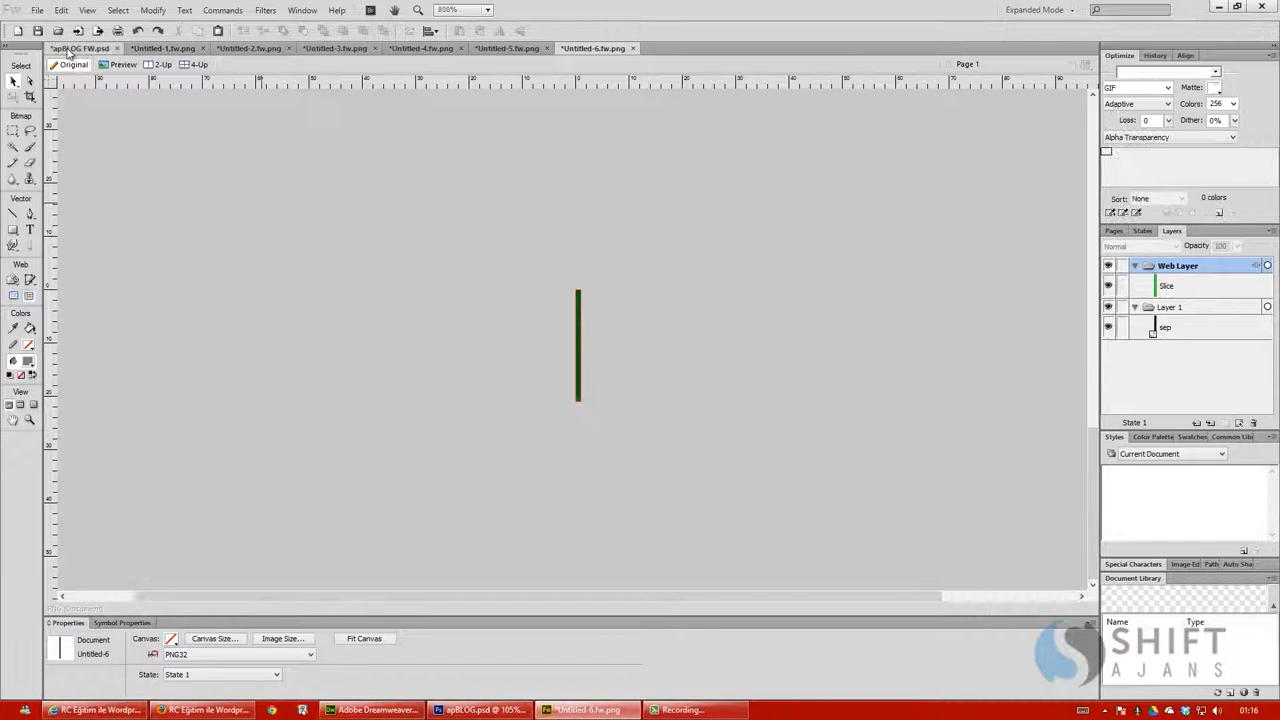 Fw File Edit View Select Modify Text Commands Filters Window Help Br 808% Expanded Mode
*apBLOG FW.psd *Untitled-1.fw.png *Untitled-2.fw.png *Untitled-3.fw.png *Untitled-4.fw.png *Untitled-5.fw.png *Untitled-6.fw.png
Original Preview 2-Up 4-Up Page 1
Select
Bitmap
Vector
Web
Colors
View
Optimize History Align
GIF Matte:
Adaptive Colors: 256
Loss: 0 Dither: 0%
Alpha Transparency
Sort: None 0 colors
Pages States Layers
Normal Opacity 100
Web Layer
Slice
Layer 1
sep
State 1
Styles Color Palette Swatches Common Libi
Current Document
Special Characters Image Ed Path Auto Sha
Document Library
Name Type
PNG (Document)
Properties Symbol Properties
Document Canvas: Canvas Size... Image Size... Fit Canvas
Untitled-6 PNG32
State: State 1
SHIFT
AJANS
RC Eğitim ile Wordpr... RC Eğitim ile Wordpr... Adobe Dreamweaver... apBLOG.psd @ 105%... *Untitled-6.fw.png Recording... 01:16